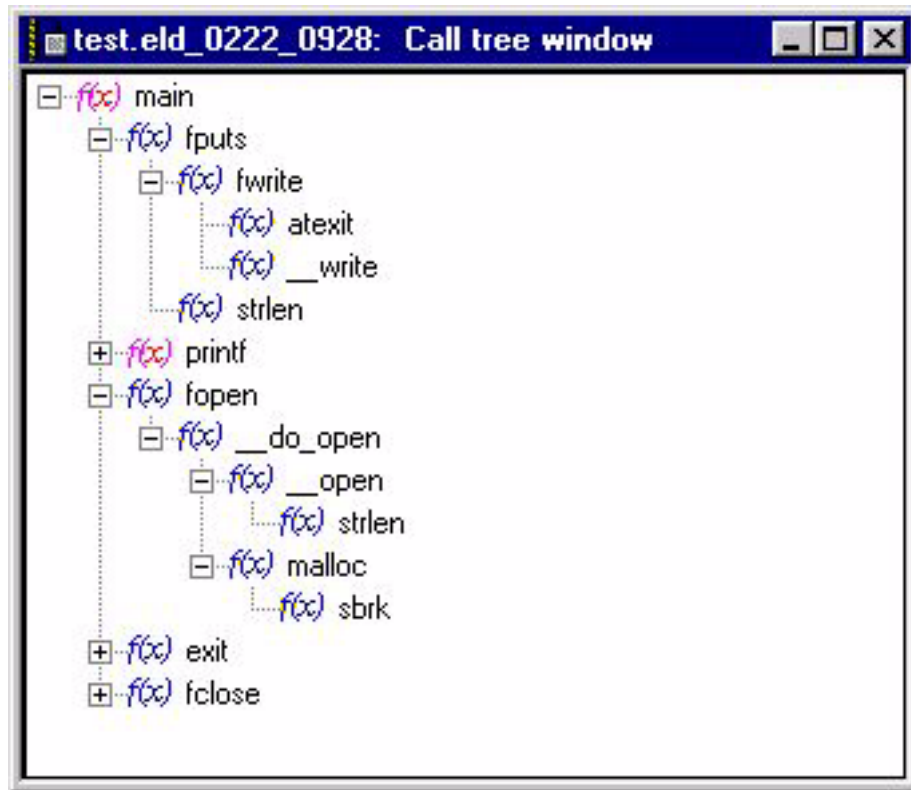 test.eld_0222_0928: Call tree window
f(x) main
f(x) fputs
f(x) fwrite
f(x) atexit
f(x) __write
f(x) strlen
f(x) printf
f(x) fopen
f(x) __do_open
f(x) __open
f(x) strlen
f(x) malloc
f(x) sbrk
f(x) exit
f(x) fclose